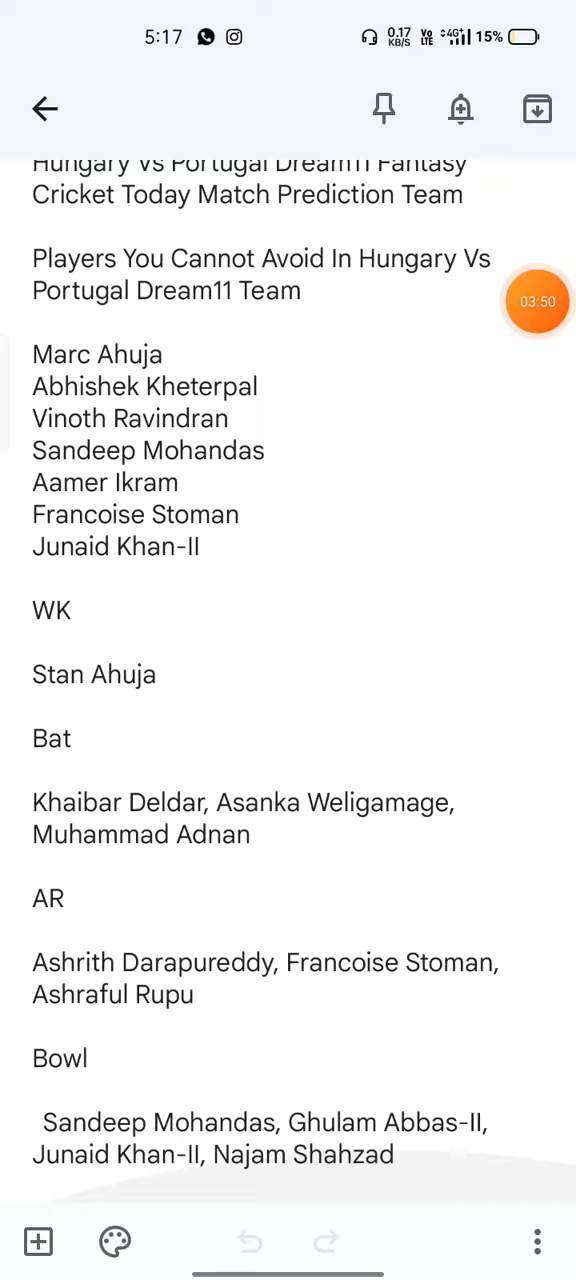 5:17 0.17 KB/S Vo LTE 4G+ 15%
Hungary Vs Portugal Dream11 Fantasy
Cricket Today Match Prediction Team
Players You Cannot Avoid In Hungary Vs
Portugal Dream11 Team
03:50
Marc Ahuja
Abhishek Kheterpal
Vinoth Ravindran
Sandeep Mohandas
Aamer Ikram
Francoise Stoman
Junaid Khan-II
WK
Stan Ahuja
Bat
Khaibar Deldar, Asanka Weligamage,
Muhammad Adnan
AR
Ashrith Darapureddy, Francoise Stoman,
Ashraful Rupu
Bowl
Sandeep Mohandas, Ghulam Abbas-II,
Junaid Khan-II, Najam Shahzad